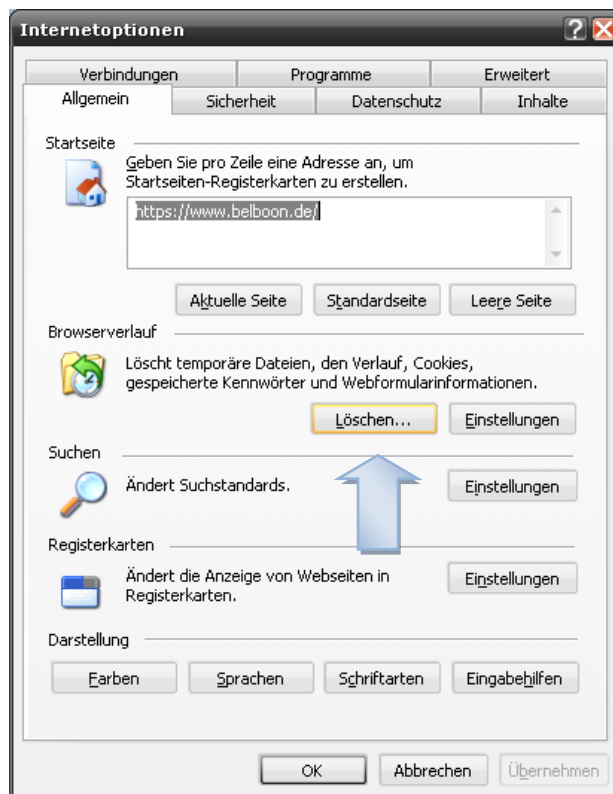 Internetoptionen
Verbindungen Programme Erweitert
Allgemein Sicherheit Datenschutz Inhalte
Startseite
Geben Sie pro Zeile eine Adresse an, um
Startseiten-Registerkarten zu erstellen.
https://www.belboon.de/
Aktuelle Seite Standardseite Leere Seite
Browserverlauf
Löscht temporäre Dateien, den Verlauf, Cookies,
gespeicherte Kennwörter und Webformularinformationen.
Löschen... Einstellungen
Suchen
Ändert Suchstandards.
Einstellungen
Registerkarten
Ändert die Anzeige von Webseiten in
Registerkarten.
Einstellungen
Darstellung
Farben Sprachen Schriftarten Eingabehilfen
OK Abbrechen Übernehmen